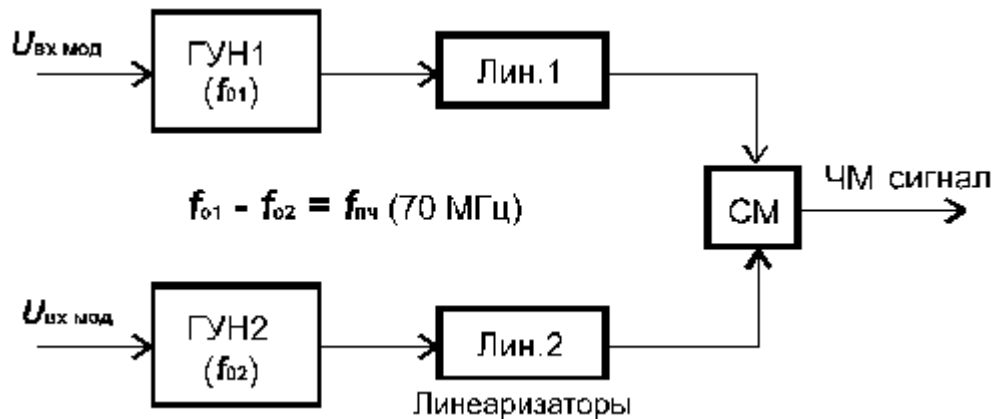 Uвх мод
ГУН1
(f01)
Лин.1
СМ
ЧМ сигнал
f01 - f02 = fпч (70 МГц)
Uвх мод
ГУН2
(f02)
Лин.2
Линеаризаторы